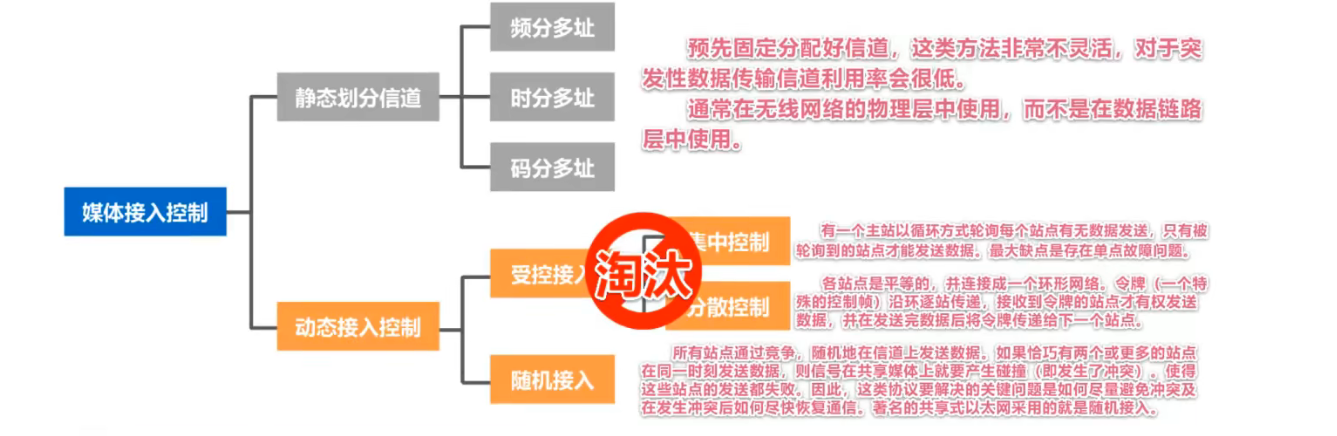 频分多址
预先固定分配好信道，这类方法非常不灵活，对于突
发性数据传输信道利用率会很低。
静态划分信道
时分多址
通常在无线网络的物理层中使用，而不是在数据链路
层中使用。
码分多址
媒体接入控制
集中控制
有一个主站以循环方式轮询每个站点有无数据发送，只有被
轮询到的站点才能发送数据。最大缺点是存在单点故障问题。
受控接入
淘汰
分散控制
各站点是平等的，并连接成一个环形网络。令牌（一个特
殊的控制帧）沿环逐站传递，接收到令牌的站点才有权发送
数据，并在发送完数据后将令牌传递给下一个站点。
动态接入控制
随机接入
所有站点通过竞争，随机地在信道上发送数据。如果恰巧有两个或更多的站点
在同一时刻发送数据，则信号在共享媒体上就要产生碰撞（即发生了冲突）。使得
这些站点的发送都失败。因此，这类协议要解决的关键问题是如何尽量避免冲突及
在发生冲突后如何尽快恢复通信。著名的共享式以太网采用的就是随机接入。